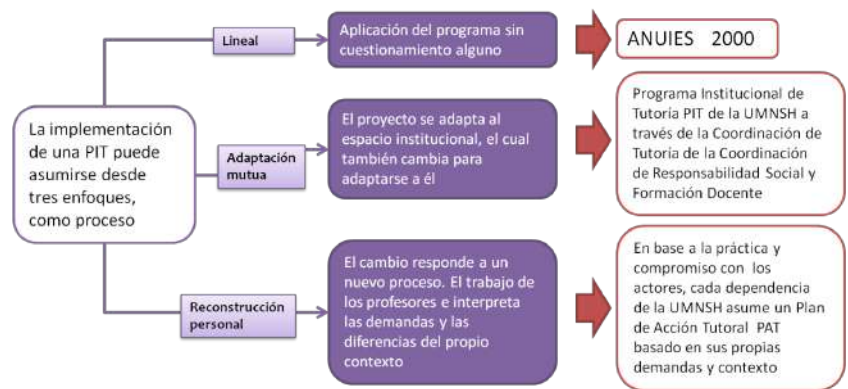 La implementación
de una PIT puede
asumirse desde
tres enfoques,
como proceso
Lineal
Aplicación del programa sin
cuestionamiento alguno
ANUIES 2000
Adaptación
mutua
El proyecto se adapta al
espacio institucional, el cual
también cambia para
adaptarse a él
Programa Institucional de
Tutoría PIT de la UMNSH a
través de la Coordinación de
Tutoría de la Coordinación
de Responsabilidad Social y
Formación Docente
Reconstrucción
personal
El cambio responde a un
nuevo proceso. El trabajo de
los profesores e interpreta
las demandas y las
diferencias del propio
contexto
En base a la práctica y
compromiso con los
actores, cada dependencia
de la UMNSH asume un Plan
de Acción Tutoral PAT
basado en sus propias
demandas y contexto